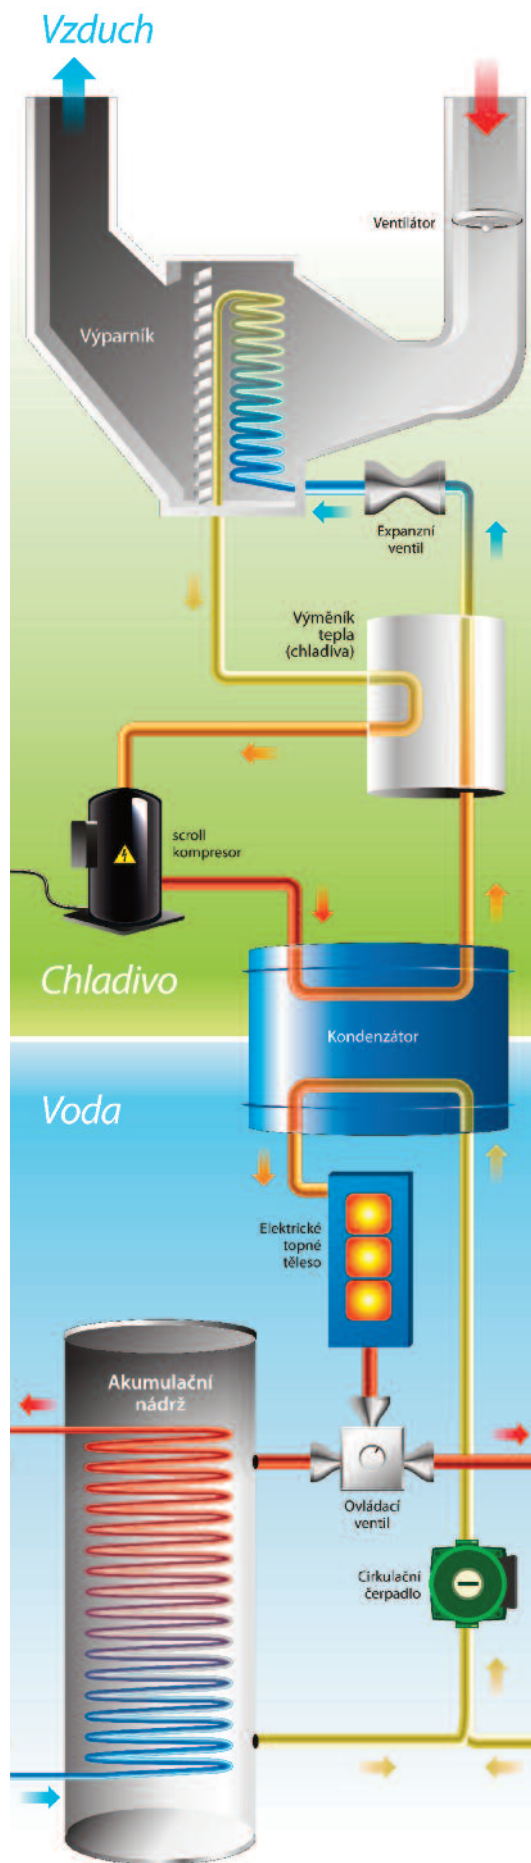 Vzduch
Ventilátor
Výparník
Expanzní
ventil
Výměník
tepla
(chladiva)
scroll
kompresor
Chladivo
Kondenzátor
Voda
Elektrické
topné
těleso
Akumulační
nádrž
Ovládací
ventil
Cirkulační
čerpadlo